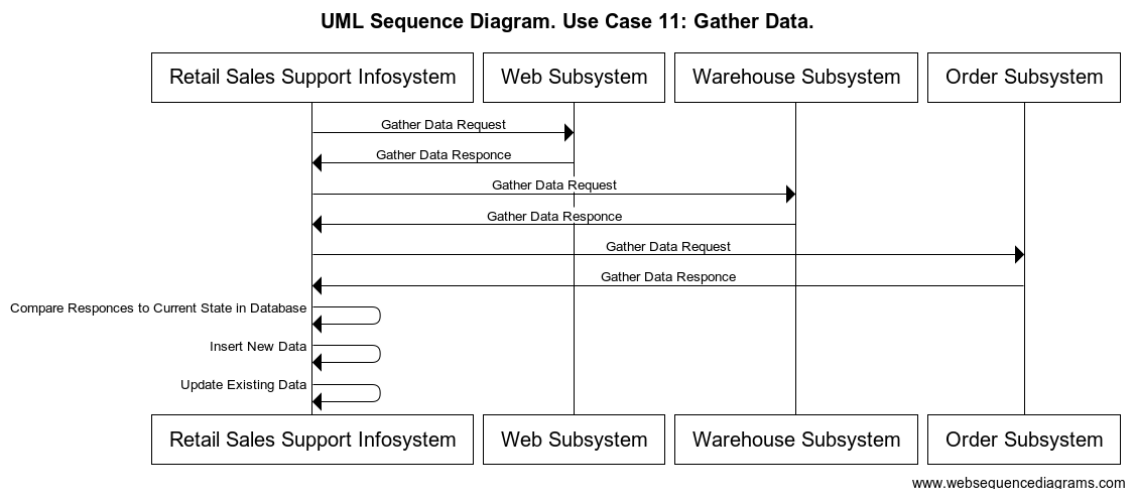 UML Sequence Diagram. Use Case 11: Gather Data.
Retail Sales Support Infosystem
Web Subsystem
Warehouse Subsystem
Order Subsystem
Gather Data Request
Gather Data Responce
Gather Data Request
Gather Data Responce
Gather Data Request
Gather Data Responce
Compare Responces to Current State in Database
Insert New Data
Update Existing Data
Retail Sales Support Infosystem
Web Subsystem
Warehouse Subsystem
Order Subsystem
www.websequencediagrams.com